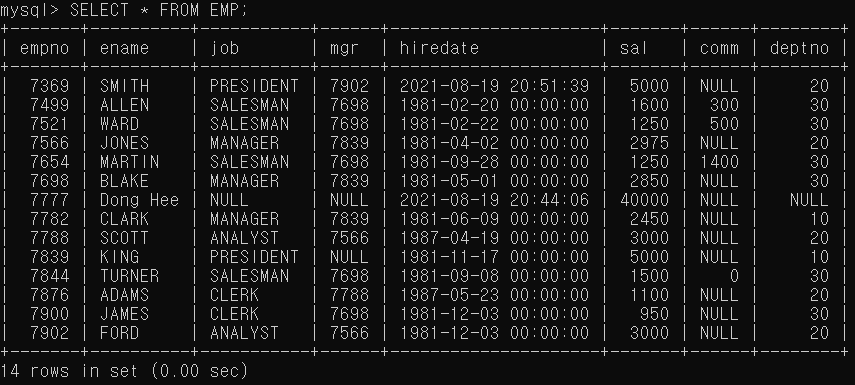 mysql> SELECT * FROM EMP;
+-------+----------+-----------+------+---------------------+-------+------+--------+
| empno | ename    | job       | mgr  | hiredate            | sal   | comm | deptno |
+-------+----------+-----------+------+---------------------+-------+------+--------+
|  7369 | SMITH    | PRESIDENT | 7902 | 2021-08-19 20:51:39 |  5000 | NULL |     20 |
|  7499 | ALLEN    | SALESMAN  | 7698 | 1981-02-20 00:00:00 |  1600 |  300 |     30 |
|  7521 | WARD     | SALESMAN  | 7698 | 1981-02-22 00:00:00 |  1250 |  500 |     30 |
|  7566 | JONES    | MANAGER   | 7839 | 1981-04-02 00:00:00 |  2975 | NULL |     20 |
|  7654 | MARTIN   | SALESMAN  | 7698 | 1981-09-28 00:00:00 |  1250 | 1400 |     30 |
|  7698 | BLAKE    | MANAGER   | 7839 | 1981-05-01 00:00:00 |  2850 | NULL |     30 |
|  7777 | Dong Hee | NULL      | NULL | 2021-08-19 20:44:06 | 40000 | NULL |   NULL |
|  7782 | CLARK    | MANAGER   | 7839 | 1981-06-09 00:00:00 |  2450 | NULL |     10 |
|  7788 | SCOTT    | ANALYST   | 7566 | 1987-04-19 00:00:00 |  3000 | NULL |     20 |
|  7839 | KING     | PRESIDENT | NULL | 1981-11-17 00:00:00 |  5000 | NULL |     10 |
|  7844 | TURNER   | SALESMAN  | 7698 | 1981-09-08 00:00:00 |  1500 |    0 |     30 |
|  7876 | ADAMS    | CLERK     | 7788 | 1987-05-23 00:00:00 |  1100 | NULL |     20 |
|  7900 | JAMES    | CLERK     | 7698 | 1981-12-03 00:00:00 |   950 | NULL |     30 |
|  7902 | FORD     | ANALYST   | 7566 | 1981-12-03 00:00:00 |  3000 | NULL |     20 |
+-------+----------+-----------+------+---------------------+-------+------+--------+
14 rows in set (0.00 sec)